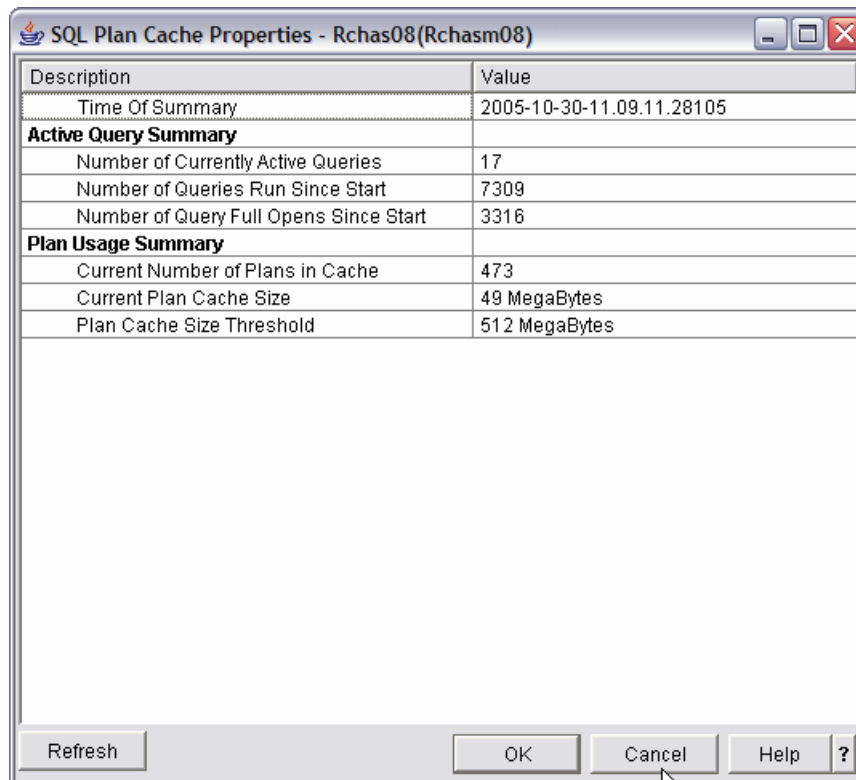 SQL Plan Cache Properties - Rchas08(Rchasm08)
Description Value
Time Of Summary 2005-10-30-11.09.11.28105
Active Query Summary
Number of Currently Active Queries 17
Number of Queries Run Since Start 7309
Number of Query Full Opens Since Start 3316
Plan Usage Summary
Current Number of Plans in Cache 473
Current Plan Cache Size 49 MegaBytes
Plan Cache Size Threshold 512 MegaBytes
Refresh OK Cancel Help ?